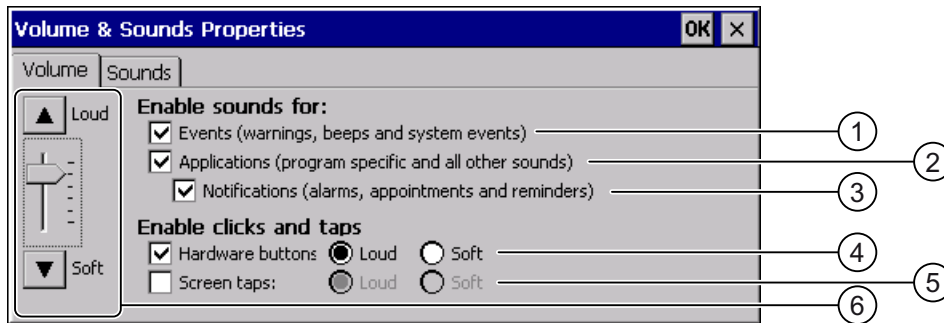 Volume & Sounds Properties OK ×
Volume Sounds
Loud
Enable sounds for:
Events (warnings, beeps and system events) 1
Applications (program specific and all other sounds) 2
Notifications (alarms, appointments and reminders) 3
Enable clicks and taps
Hardware buttons Loud Soft 4
Soft
Screen taps: Loud Soft 5
6